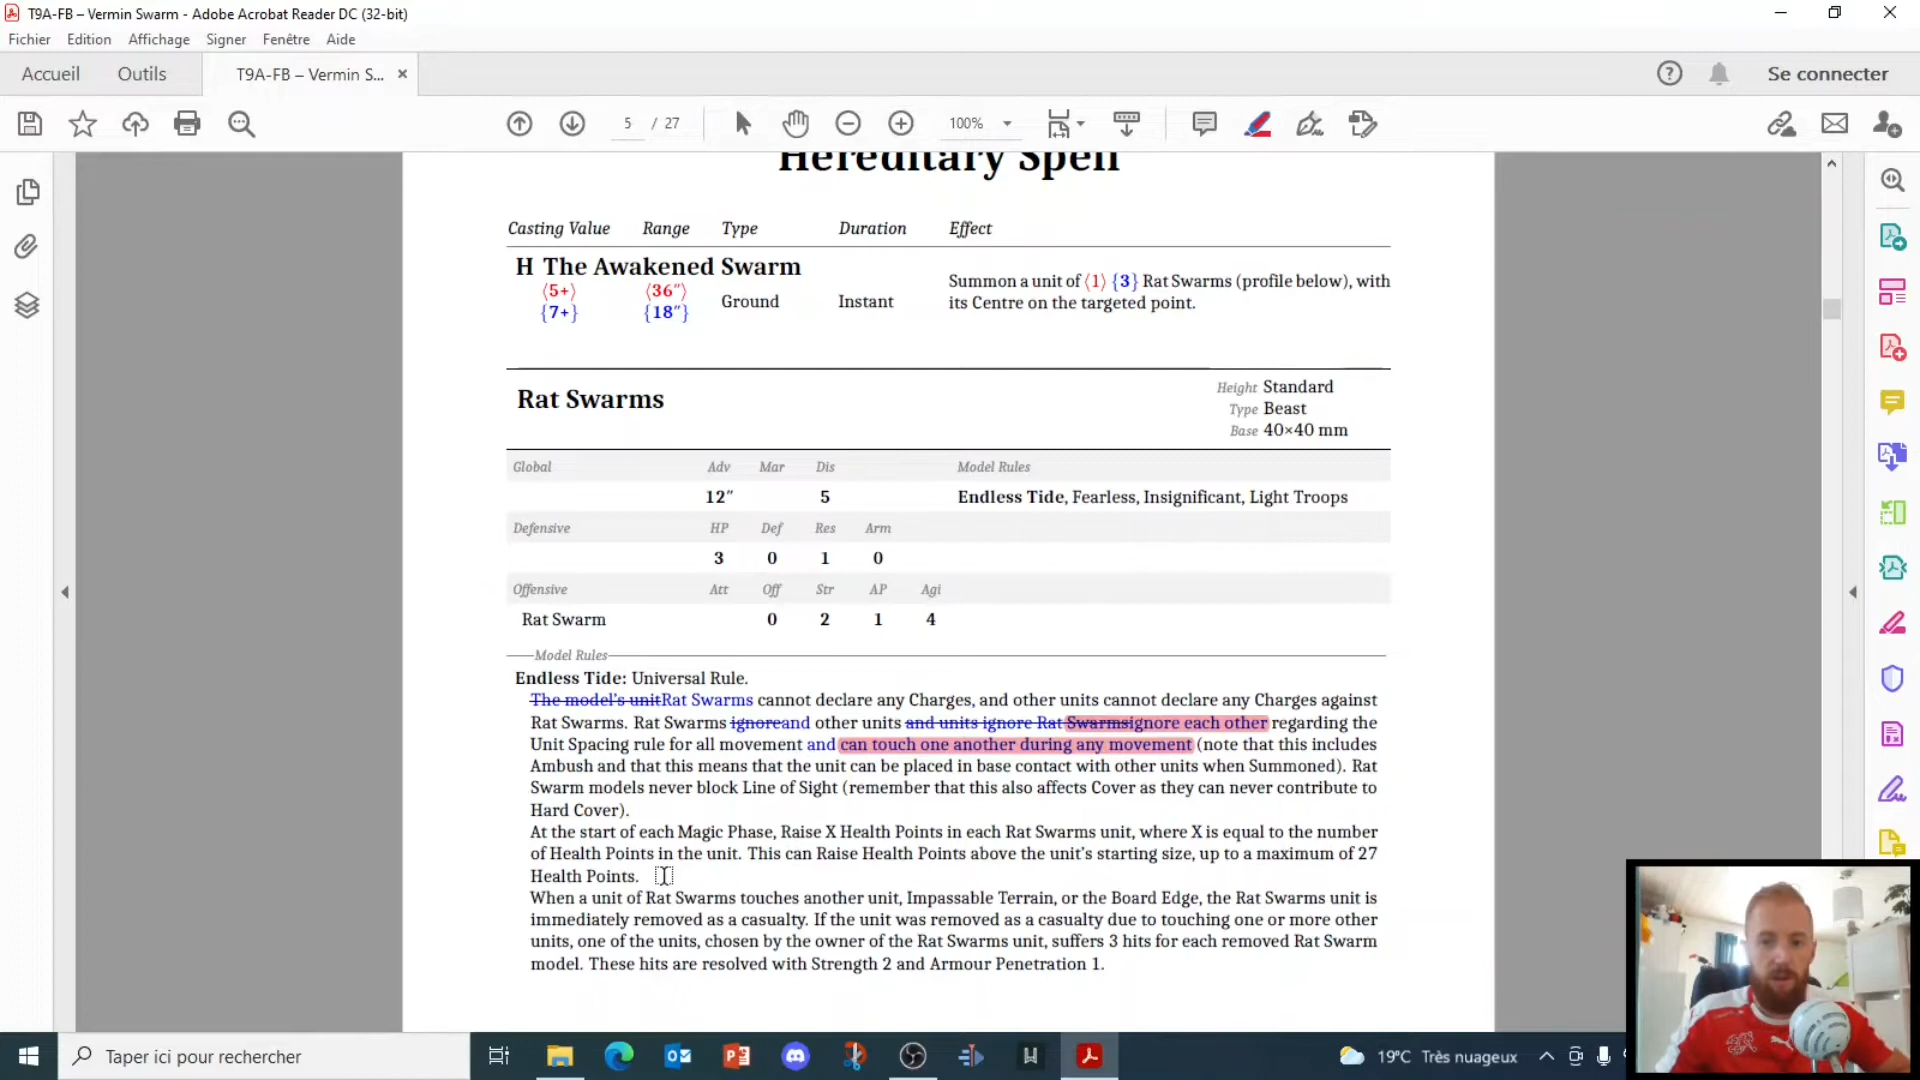 T9A-FB – Vermin Swarm - Adobe Acrobat Reader DC (32-bit)
Fichier Edition Affichage Signer Fenêtre Aide
Accueil Outils T9A-FB – Vermin S... Se connecter
5 / 27 100%
Hereditary Spell
Casting Value Range Type Duration Effect
H The Awakened Swarm
⟨5+⟩ ⟨36″⟩ Ground Instant Summon a unit of ⟨1⟩ {3} Rat Swarms (profile below), with
{7+} {18″} its Centre on the targeted point.
Rat Swarms
Height Standard
Type Beast
Base 40×40 mm
Global Adv Mar Dis Model Rules
12″ 5 Endless Tide, Fearless, Insignificant, Light Troops
Defensive HP Def Res Arm
3 0 1 0
Offensive Att Off Str AP Agi
Rat Swarm 0 2 1 4
Model Rules
Endless Tide: Universal Rule.
The model's unitRat Swarms cannot declare any Charges, and other units cannot declare any Charges against
Rat Swarms. Rat Swarms ignoreand other units and units ignore Rat Swarmsignore each other regarding the
Unit Spacing rule for all movement and can touch one another during any movement (note that this includes
Ambush and that this means that the unit can be placed in base contact with other units when Summoned). Rat
Swarm models never block Line of Sight (remember that this also affects Cover as they can never contribute to
Hard Cover).
At the start of each Magic Phase, Raise X Health Points in each Rat Swarms unit, where X is equal to the number
of Health Points in the unit. This can Raise Health Points above the unit's starting size, up to a maximum of 27
Health Points.
When a unit of Rat Swarms touches another unit, Impassable Terrain, or the Board Edge, the Rat Swarms unit is
immediately removed as a casualty. If the unit was removed as a casualty due to touching one or more other
units, one of the units, chosen by the owner of the Rat Swarms unit, suffers 3 hits for each removed Rat Swarm
model. These hits are resolved with Strength 2 and Armour Penetration 1.
Taper ici pour rechercher
19°C Très nuageux